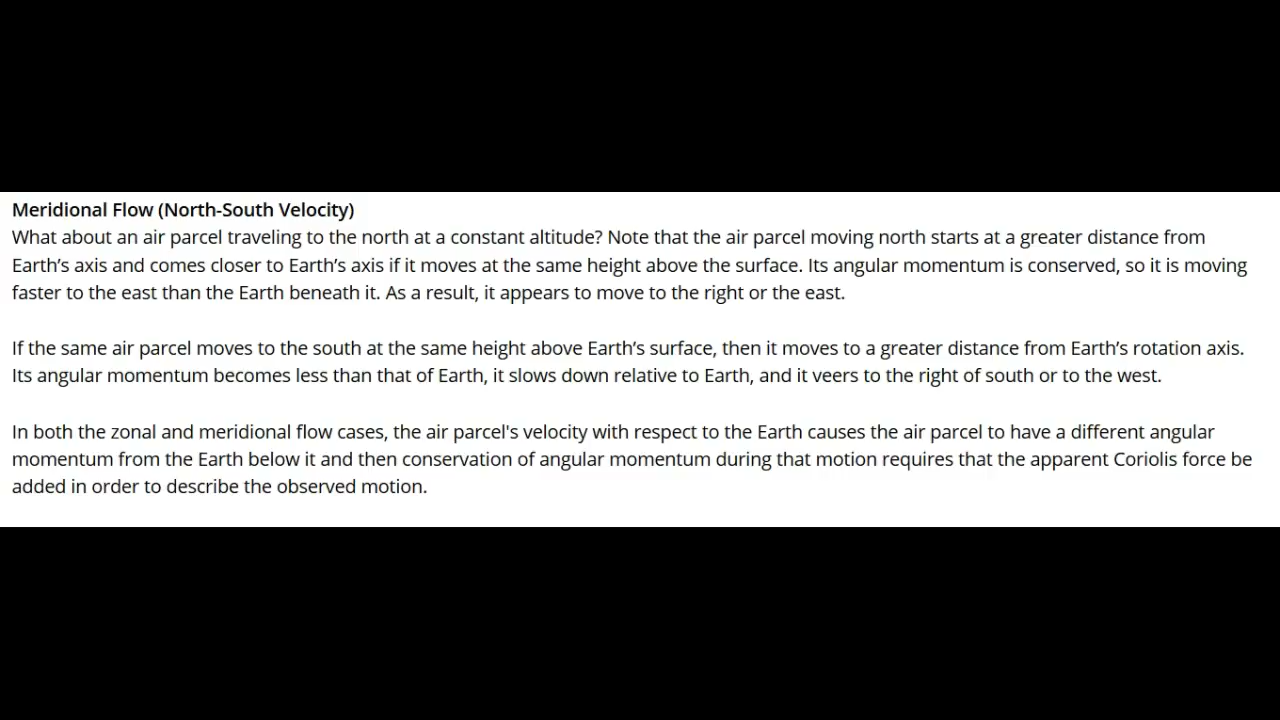 Meridional Flow (North-South Velocity)
What about an air parcel traveling to the north at a constant altitude? Note that the air parcel moving north starts at a greater distance from
Earth’s axis and comes closer to Earth’s axis if it moves at the same height above the surface. Its angular momentum is conserved, so it is moving
faster to the east than the Earth beneath it. As a result, it appears to move to the right or the east.
If the same air parcel moves to the south at the same height above Earth’s surface, then it moves to a greater distance from Earth’s rotation axis.
Its angular momentum becomes less than that of Earth, it slows down relative to Earth, and it veers to the right of south or to the west.
In both the zonal and meridional flow cases, the air parcel's velocity with respect to the Earth causes the air parcel to have a different angular
momentum from the Earth below it and then conservation of angular momentum during that motion requires that the apparent Coriolis force be
added in order to describe the observed motion.